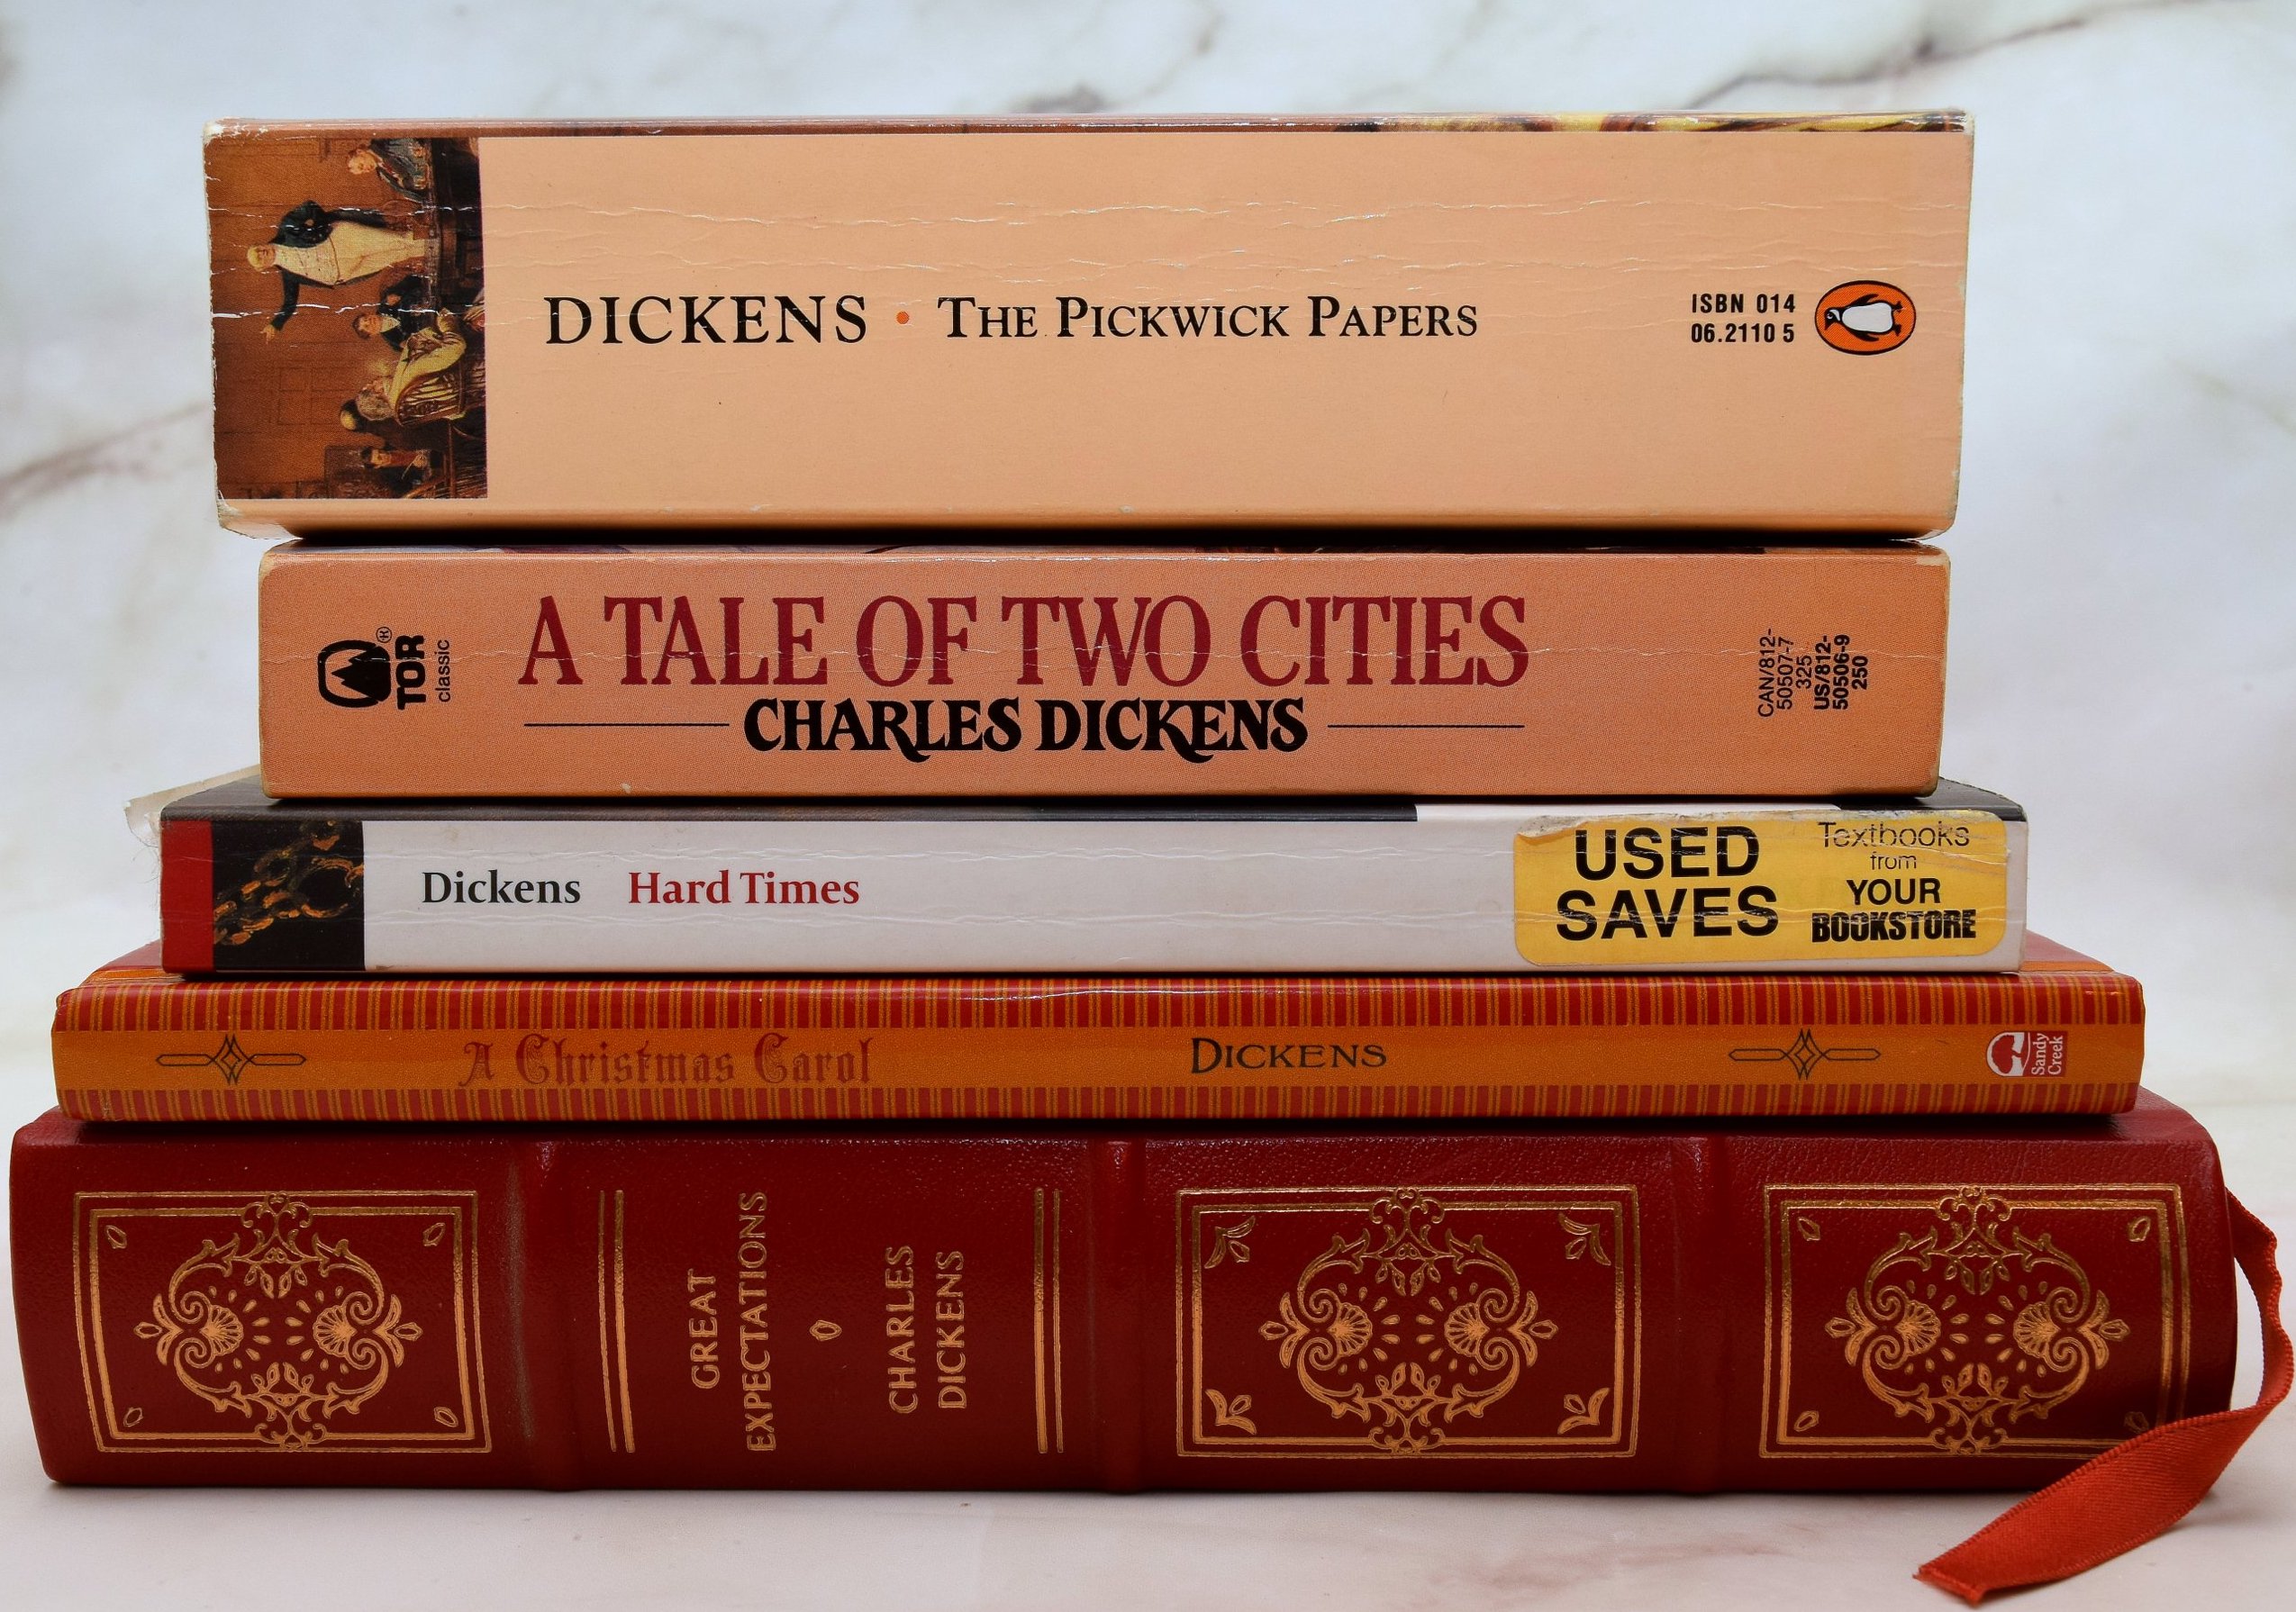 DICKENS • THE PICKWICK PAPERS
ISBN 014
06.2110 5
TOR®
classic
A TALE OF TWO CITIES
CHARLES DICKENS
CAN/812-
50507-7
325
US/812-
50506-9
250
Dickens Hard Times
USED
SAVES
Textbooks
from
YOUR
BOOKSTORE
A Christmas Carol DICKENS
Sandy
Creek
GREAT
EXPECTATIONS
CHARLES
DICKENS